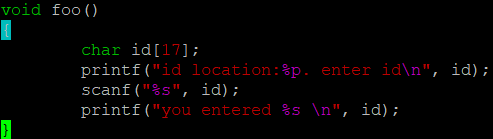 void foo()
{
        char id[17];
        printf("id location:%p. enter id\n", id);
        scanf("%s", id);
        printf("you entered %s \n", id);
}